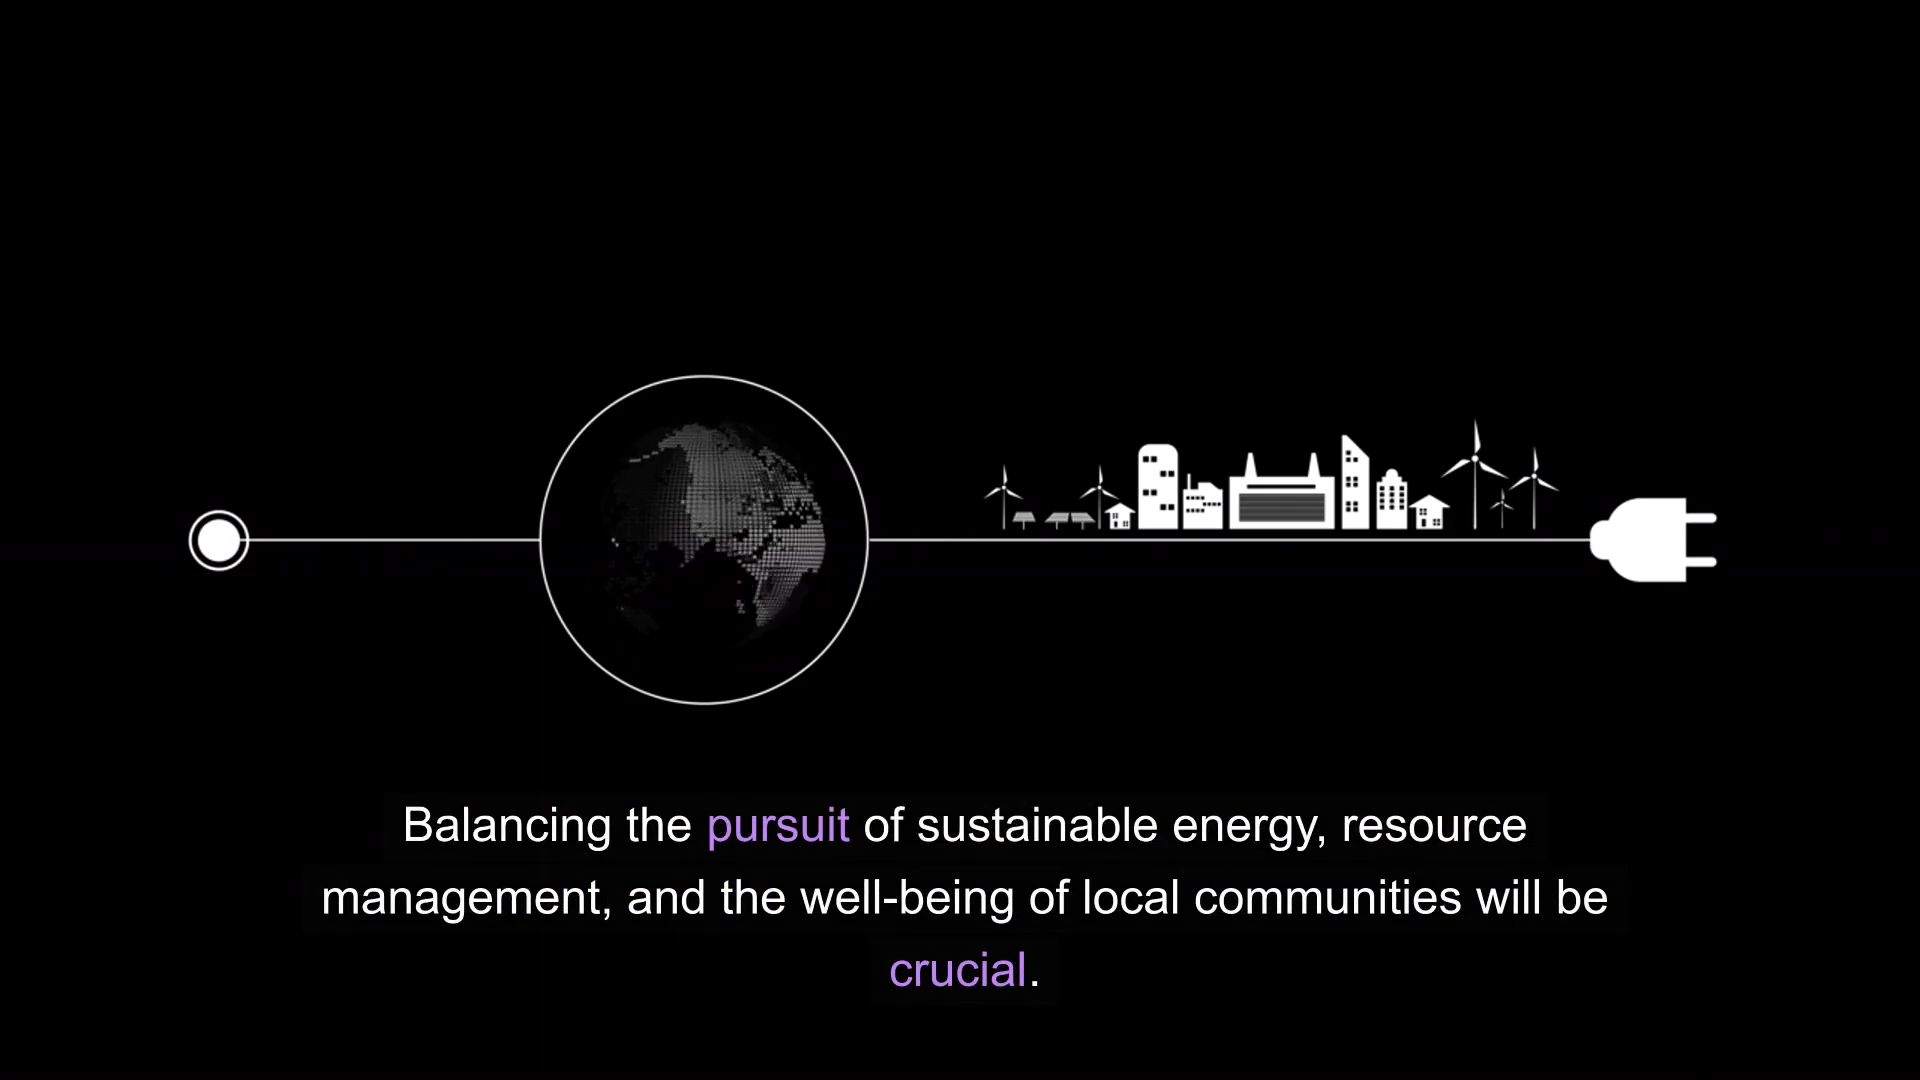 Balancing the pursuit of sustainable energy, resource
management, and the well-being of local communities will be
crucial.